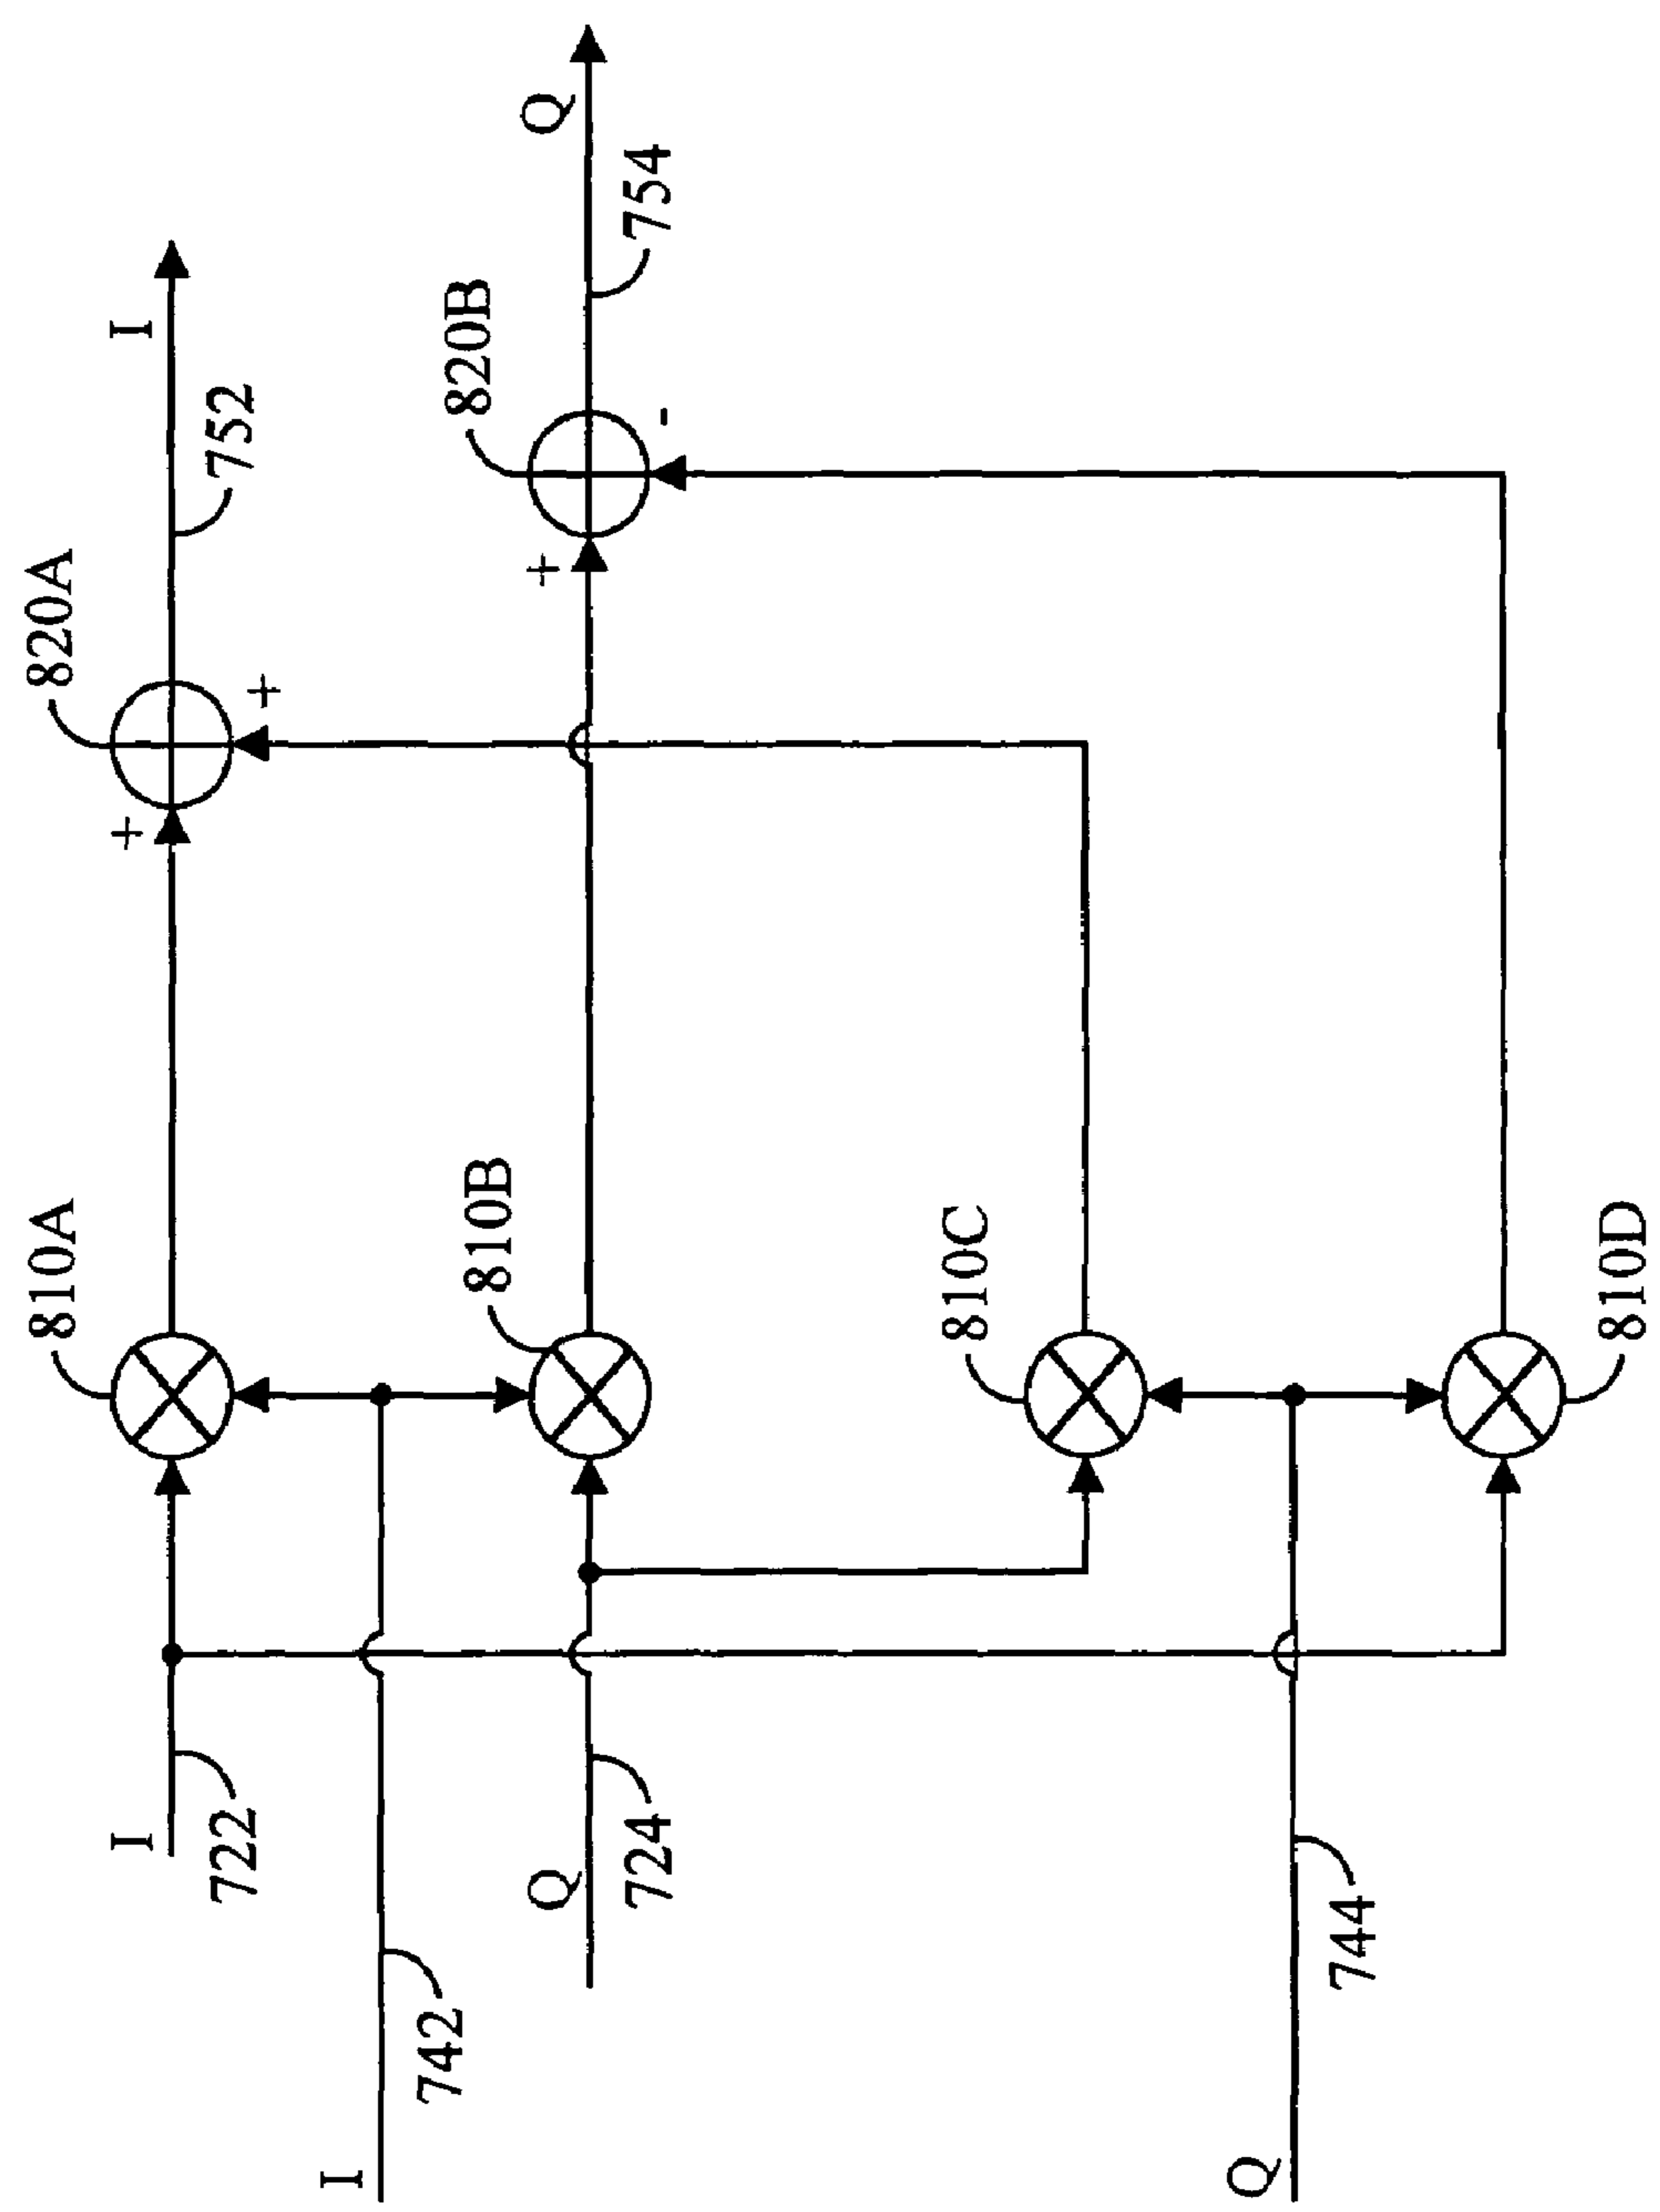 I
722
I
742
Q
724
Q
744
810A
810B
810C
810D
+
+
820A
I
752
+
-
820B
Q
754